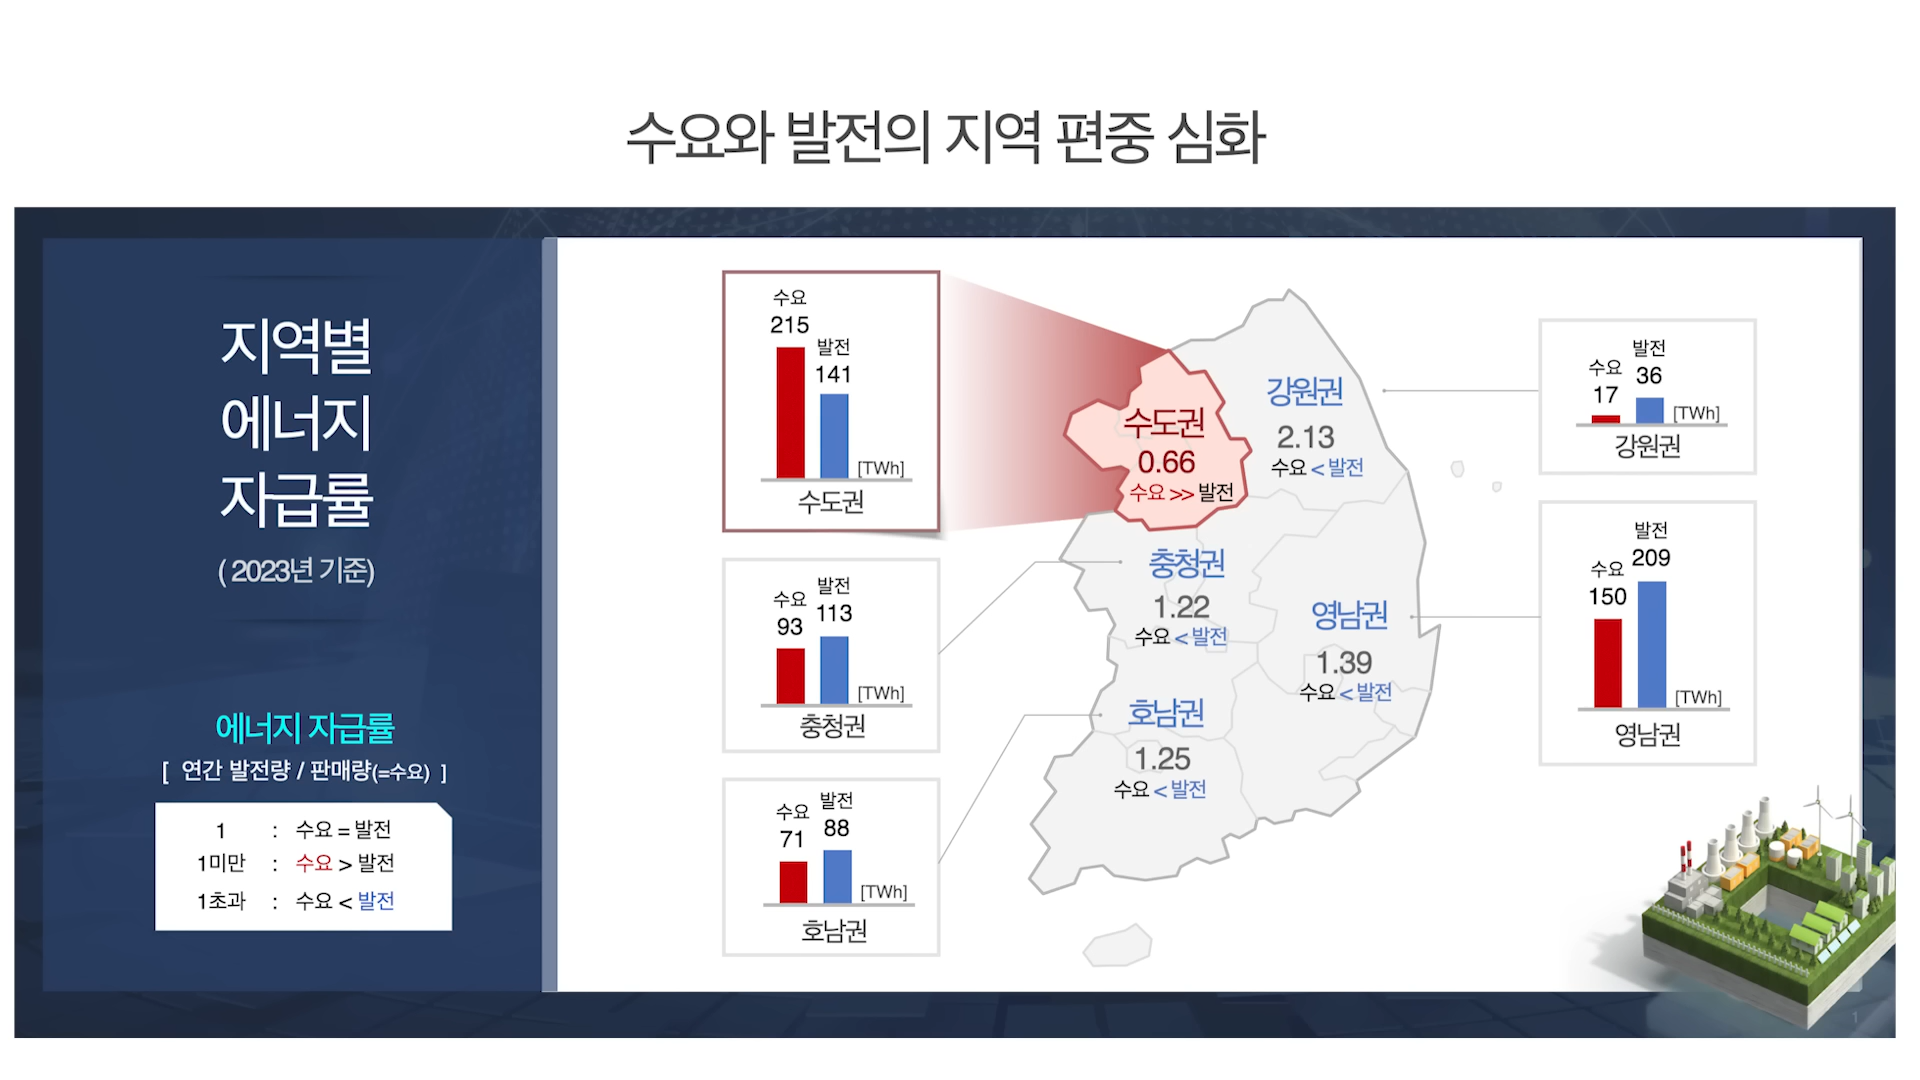 수요와 발전의 지역 편중 심화
지역별
에너지
자급률
( 2023년 기준)
에너지 자급률
[ 연간 발전량 / 판매량(=수요) ]
1 : 수요 = 발전
1미만 : 수요 > 발전
1초과 : 수요 < 발전
수요
215
발전
141
[TWh]
수도권
수요
93
발전
113
[TWh]
충청권
수요
71
발전
88
[TWh]
호남권
수도권
0.66
수요 >> 발전
강원권
2.13
수요 < 발전
충청권
1.22
수요 < 발전
영남권
1.39
수요 < 발전
호남권
1.25
수요 < 발전
수요
17
발전
36
[TWh]
강원권
수요
150
발전
209
[TWh]
영남권
1